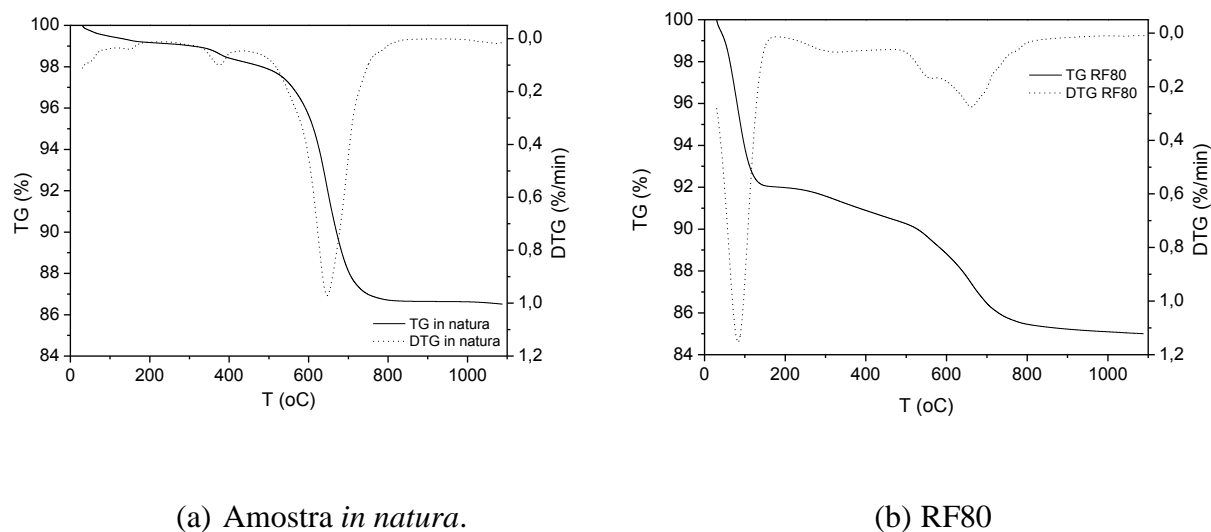 100
98
96
94
92
90
88
86
84
TG (%)
0,0
0,2
0,4
0,6
0,8
1,0
1,2
DTG (%/min)
TG in natura
DTG in natura
0 200 400 600 800 1000
T (oC)
(a) Amostra in natura.
100
98
96
94
92
90
88
86
84
TG (%)
0,0
0,2
0,4
0,6
0,8
1,0
1,2
DTG (%/min)
TG RF80
DTG RF80
0 200 400 600 800 1000
T (oC)
(b) RF80